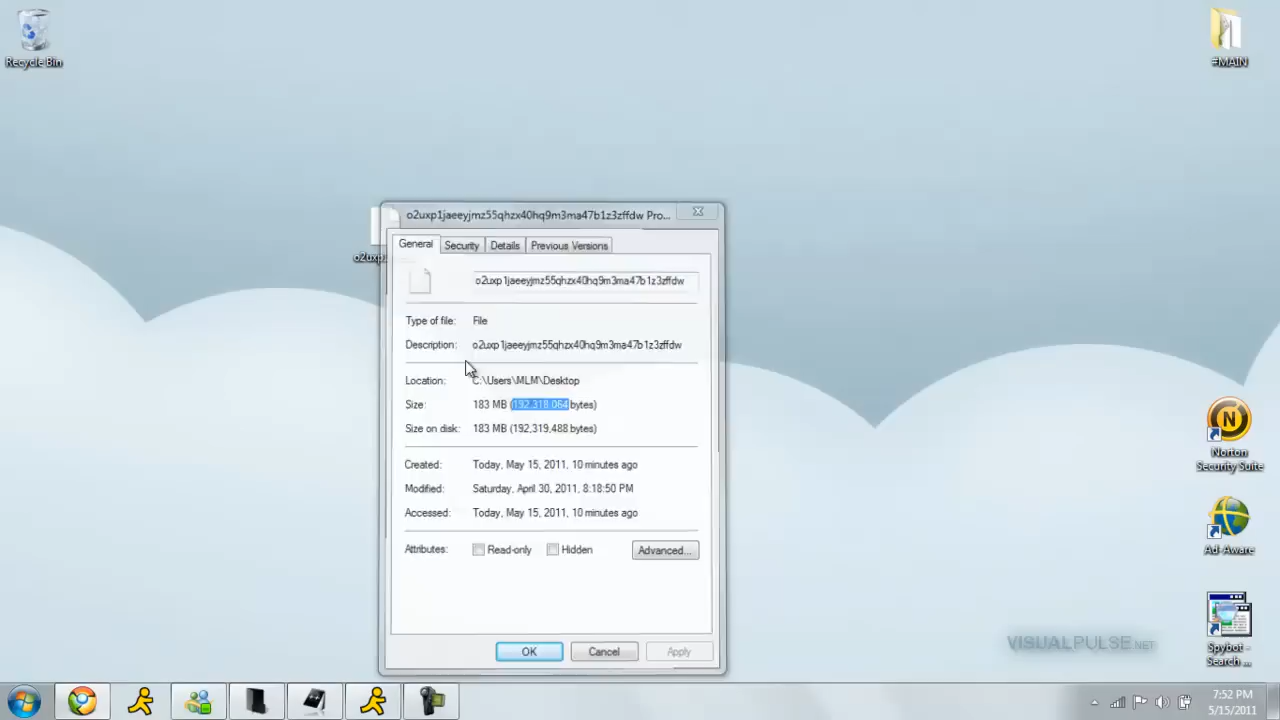 Recycle Bin
#MAIN
o2uxp1jaeeyjmz55qhzx40hq9m3ma47b1z3zffdw Pro...
General Security Details Previous Versions
o2uxp1
o2uxp1jaeeyjmz55qhzx40hq9m3ma47b1z3zffdw
Type of file: File
Description: o2uxp1jaeeyjmz55qhzx40hq9m3ma47b1z3zffdw
Location: C:\Users\MLM\Desktop
Size: 183 MB (192,318,064 bytes)
Size on disk: 183 MB (192,319,488 bytes)
Created: Today, May 15, 2011, 10 minutes ago
Modified: Saturday, April 30, 2011, 8:18:50 PM
Accessed: Today, May 15, 2011, 10 minutes ago
Attributes: Read-only Hidden Advanced...
OK Cancel Apply
N
Norton
Security Suite
Ad-Aware
Spybot -
Search ...
VISUALPULSE.NET
7:52 PM
5/15/2011